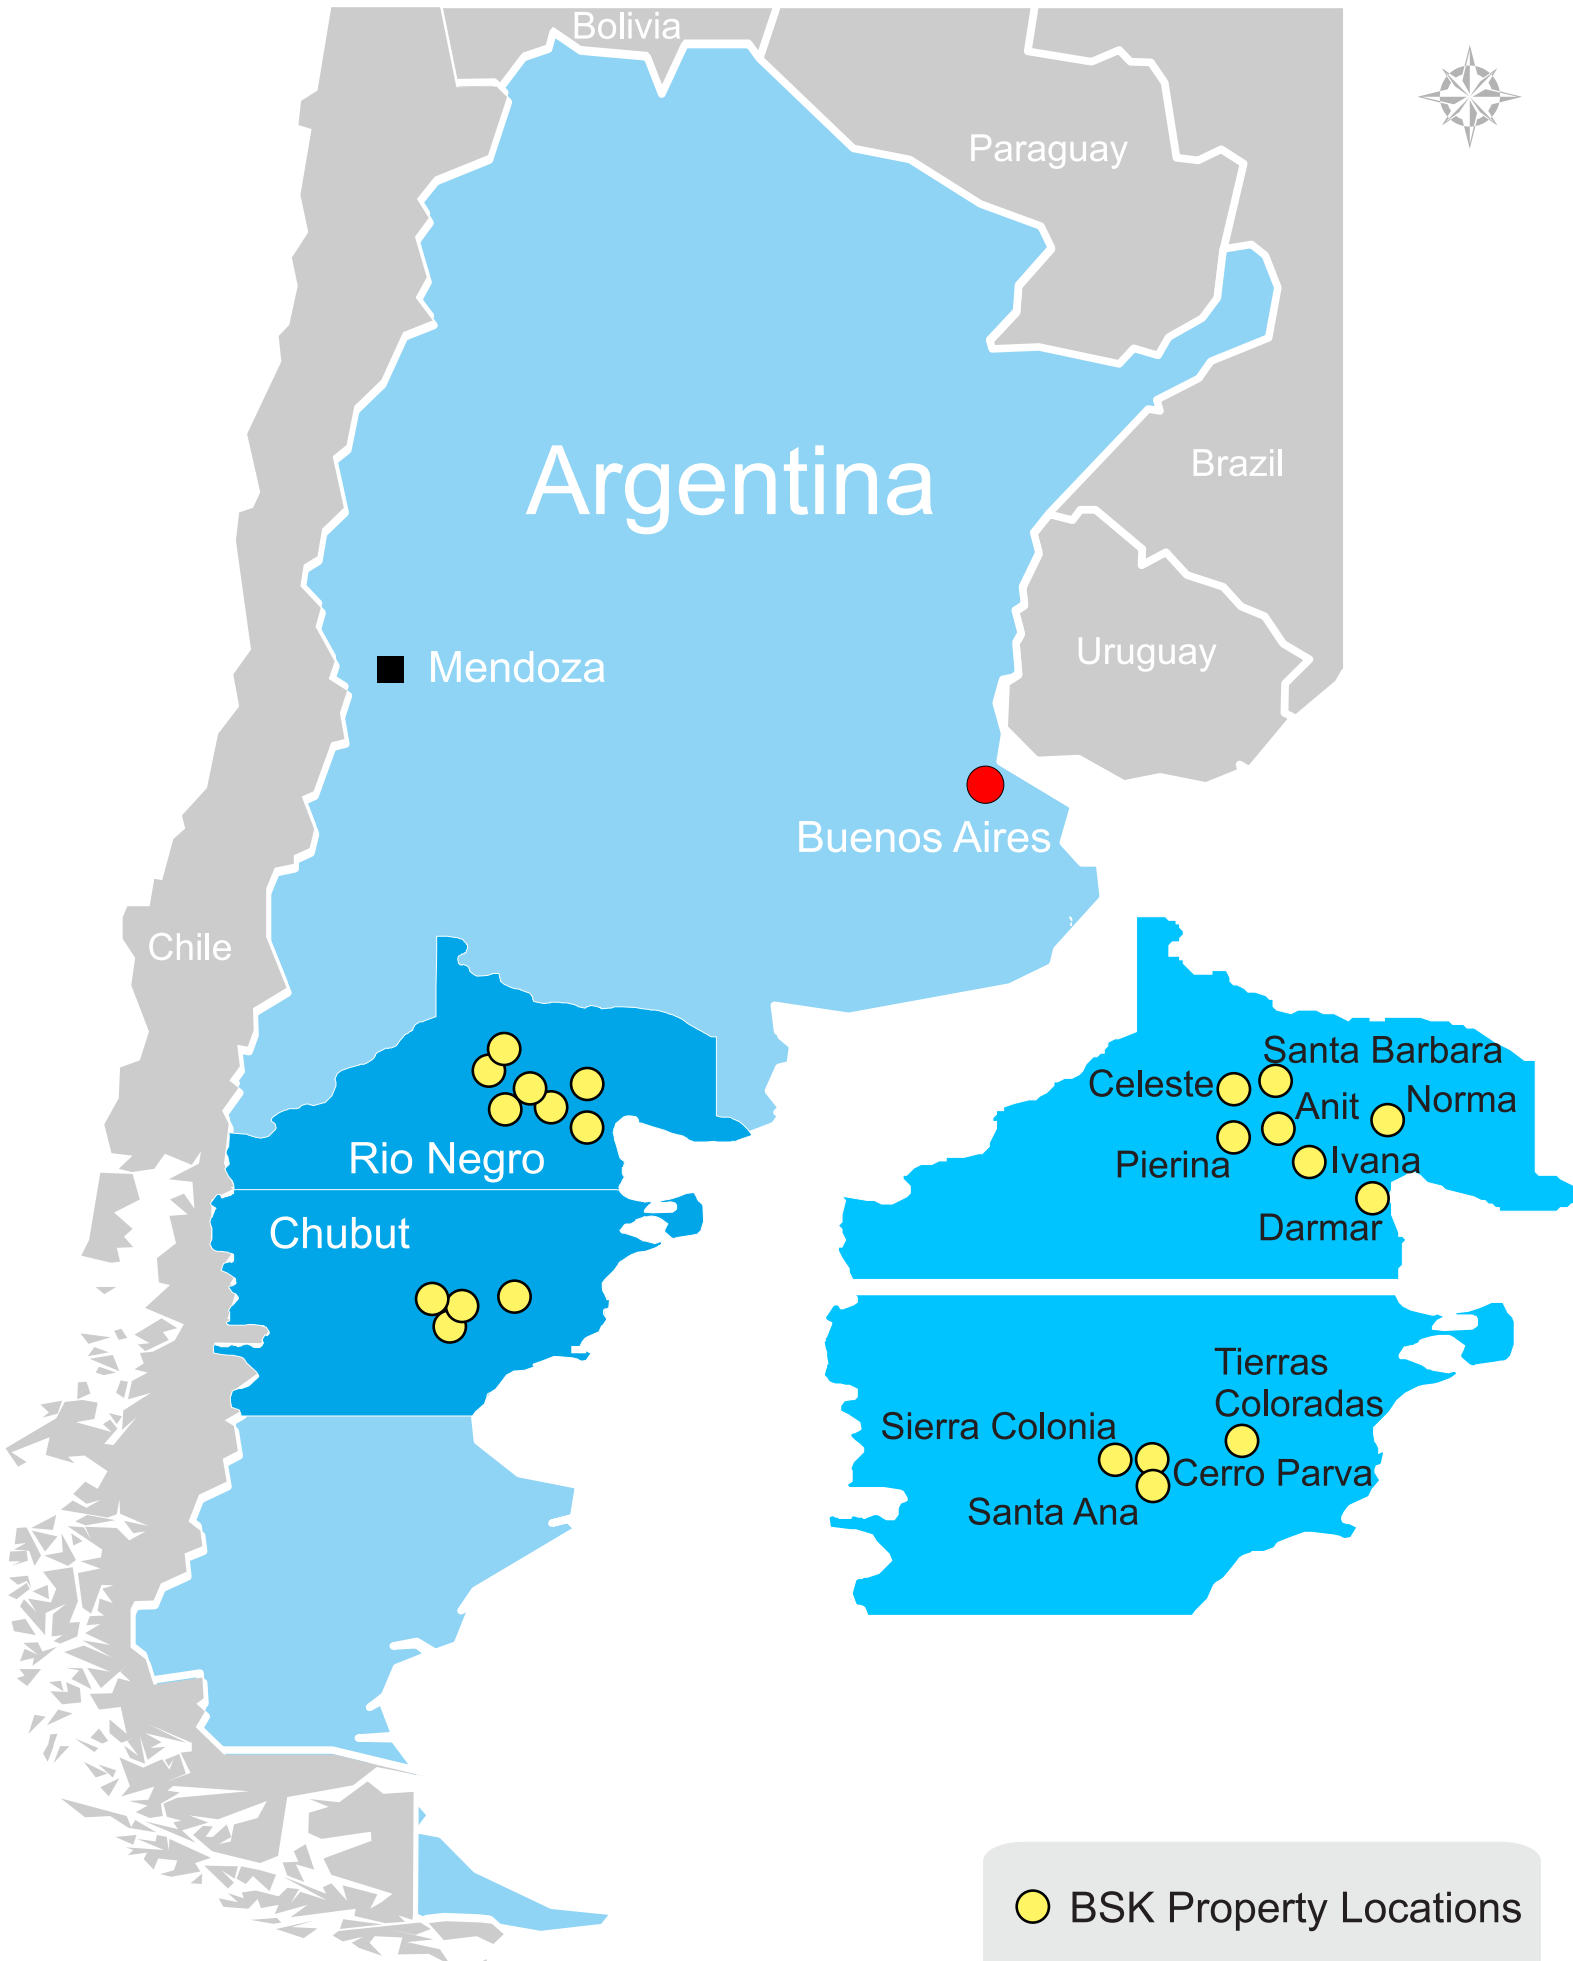 Bolivia
Paraguay
Argentina
Brazil
Uruguay
Mendoza
Buenos Aires
Chile
Rio Negro
Chubut
Santa Barbara
Celeste
Anit
Norma
Pierina
Ivana
Darmar
Tierras
Coloradas
Sierra Colonia
Cerro Parva
Santa Ana
BSK Property Locations